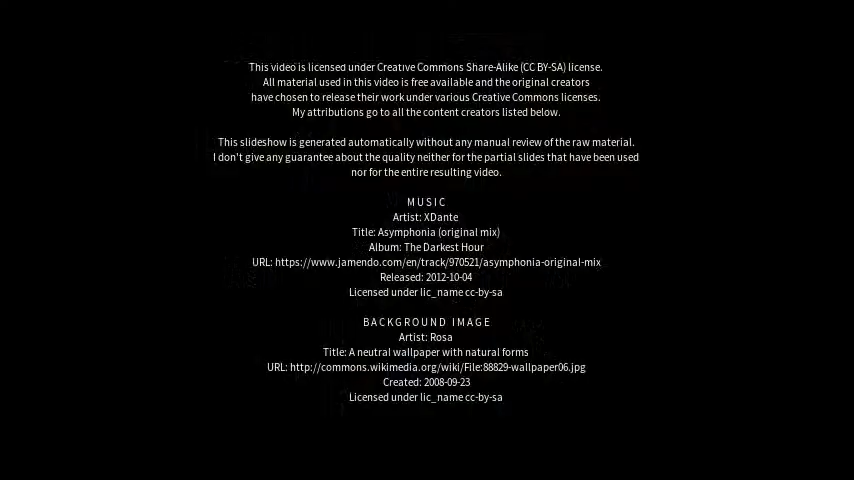 This video is licensed under Creative Commons Share-Alike (CC BY-SA) license.
All material used in this video is free available and the original creators
have chosen to release their work under various Creative Commons licenses.
My attributions go to all the content creators listed below.
This slideshow is generated automatically without any manual review of the raw material.
I don't give any guarantee about the quality neither for the partial slides that have been used
nor for the entire resulting video.
MUSIC
Artist: XDante
Title: Asymphonia (original mix)
Album: The Darkest Hour
URL: https://www.jamendo.com/en/track/970521/asymphonia-original-mix
Released: 2012-10-04
Licensed under lic_name cc-by-sa
BACKGROUND IMAGE
Artist: Rosa
Title: A neutral wallpaper with natural forms
URL: http://commons.wikimedia.org/wiki/File:88829-wallpaper06.jpg
Created: 2008-09-23
Licensed under lic_name cc-by-sa